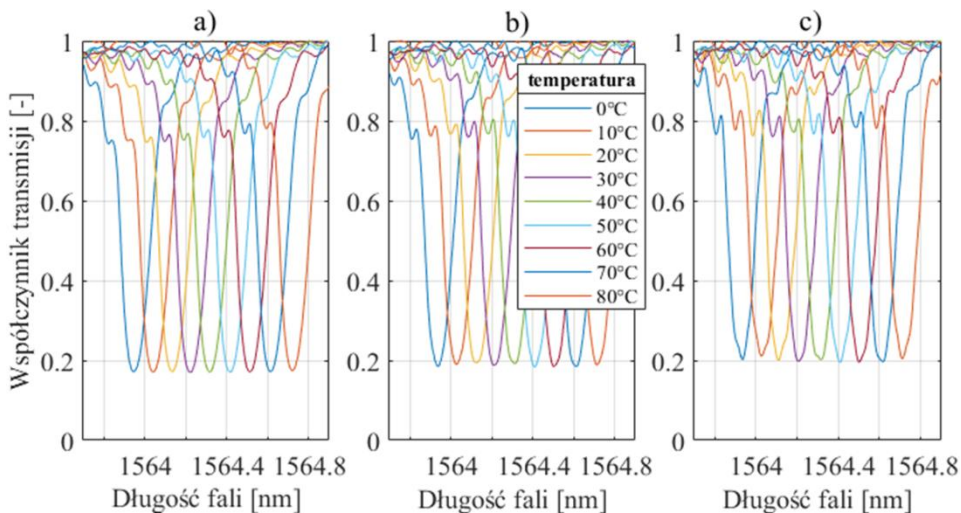 a) b) c)
Współczynnik transmisji [-]
1 1 1
0.8 0.8 0.8
0.6 0.6 0.6
0.4 0.4 0.4
0.2 0.2 0.2
0 0 0
temperatura
0°C
10°C
20°C
30°C
40°C
50°C
60°C
70°C
80°C
1564 1564.4 1564.8 1564 1564.4 1564.8 1564 1564.4 1564.8
Długość fali [nm] Długość fali [nm] Długość fali [nm]